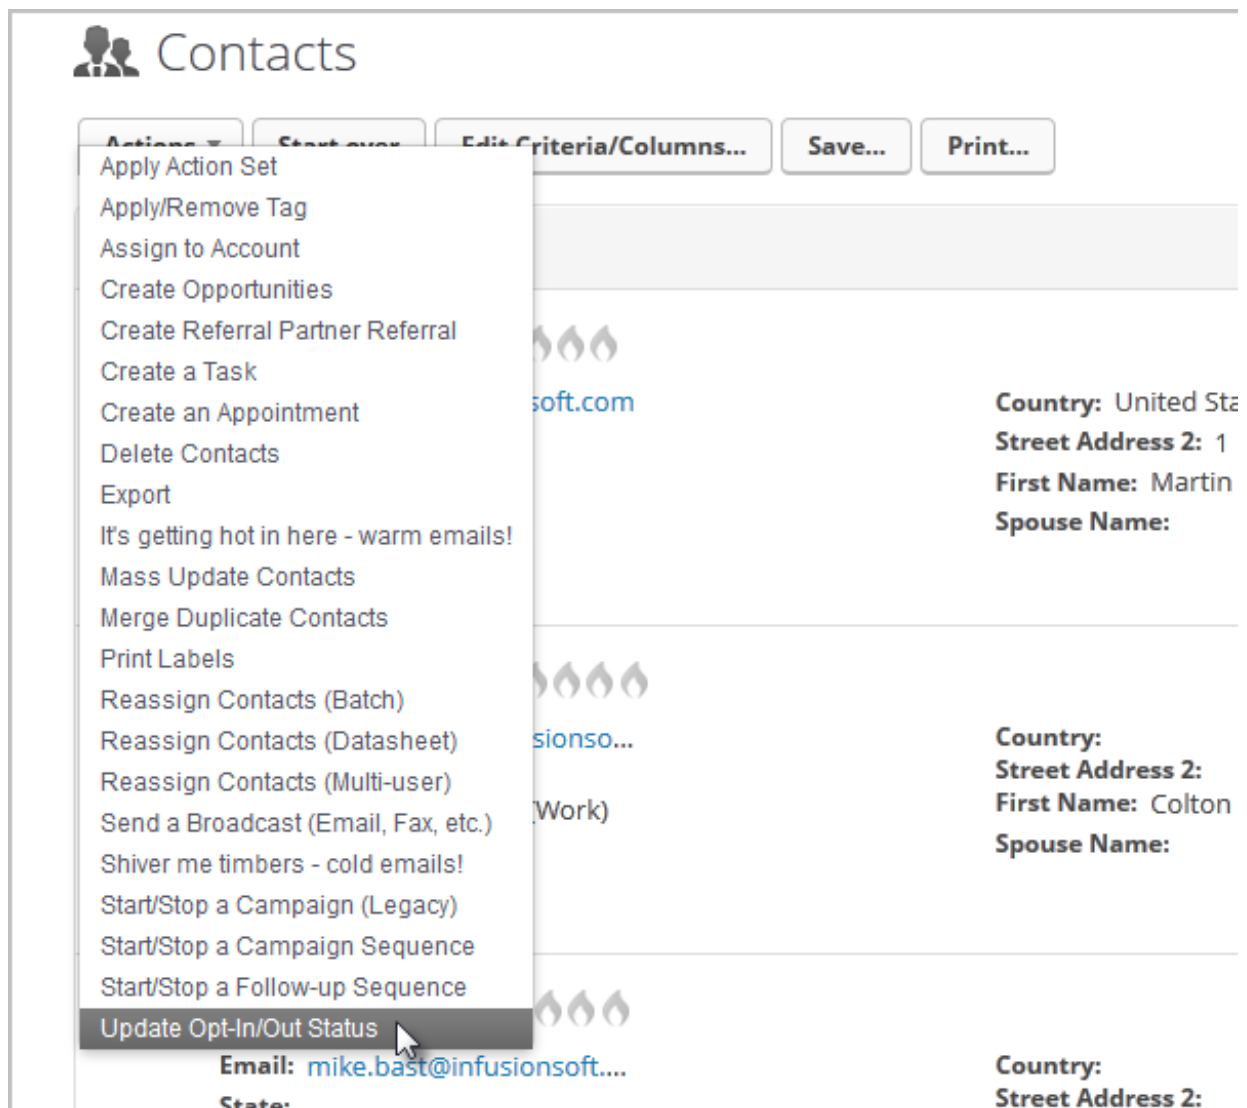 Contacts
Actions Start over Edit Criteria/Columns... Save... Print...
Apply Action Set
Apply/Remove Tag
Assign to Account
Create Opportunities
Create Referral Partner Referral
Create a Task
soft.com
Country: United Sta
Create an Appointment
Street Address 2: 1
Delete Contacts
First Name: Martin
Export
Spouse Name:
It's getting hot in here - warm emails!
Mass Update Contacts
Merge Duplicate Contacts
Print Labels
Reassign Contacts (Batch)
Reassign Contacts (Datasheet)
sionso...
Country:
Street Address 2:
Reassign Contacts (Multi-user)
First Name: Colton
Send a Broadcast (Email, Fax, etc.)
(Work)
Spouse Name:
Shiver me timbers - cold emails!
Start/Stop a Campaign (Legacy)
Start/Stop a Campaign Sequence
Start/Stop a Follow-up Sequence
Update Opt-In/Out Status
Email: mike.bast@infusionsoft....
Country:
State:
Street Address 2: